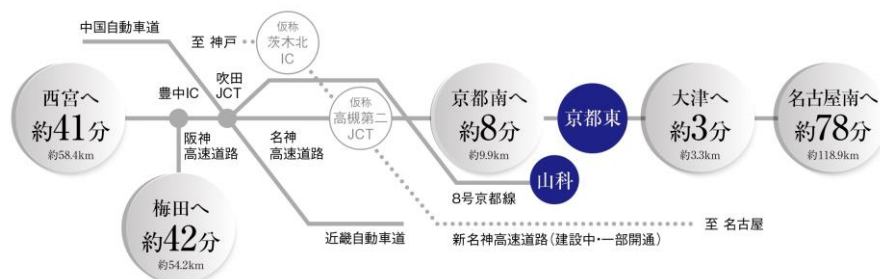 中国自動車道
至 神戸
仮称
茨木北
IC
豊中IC
吹田
JCT
西宮へ
約41分
約58.4km
阪神
高速道路
名神
高速道路
仮称
高槻第二
JCT
京都南へ
約8分
約9.9km
京都東
大津へ
約3分
約3.3km
名古屋南へ
約78分
約118.9km
山科
8号京都線
梅田へ
約42分
約54.2km
近畿自動車道
新名神高速道路(建設中・一部開通)
至 名古屋